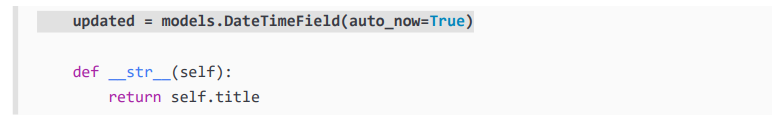 updated = models.DateTimeField(auto_now=True)
def __str__(self):
return self.title